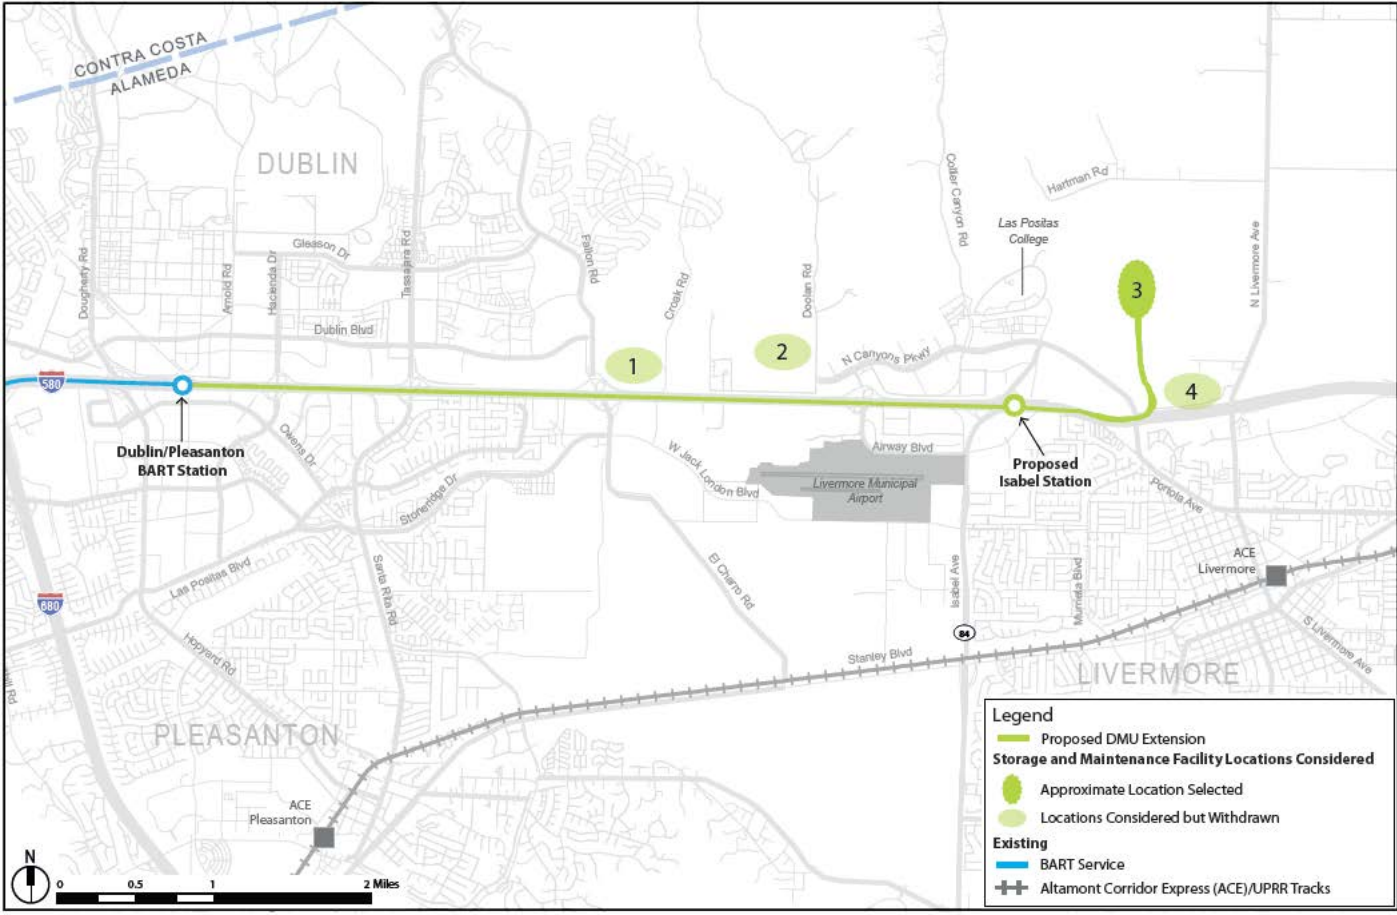 CONTRA COSTA
ALAMEDA
DUBLIN
Collier Canyon Rd
Hartman Rd
Las Positas
College
Dougherty Rd
Arnold Rd
Hacienda Dr
Gleason Dr
Tassajara Rd
Fallon Rd
Croak Rd
Doolan Rd
N Livermore Ave
3
Dublin Blvd
1
2
N Canyons Pkwy
580
4
Dublin/Pleasanton
BART Station
Owens Dr
Stoneridge Dr
W Jack London Blvd
Airway Blvd
Livermore Municipal
Airport
Proposed
Isabel Station
Portola Ave
ACE
Livermore
680
Las Positas Blvd
Santa Rita Rd
El Charro Rd
Isabel Ave
Murrieta Blvd
84
Hopyard Rd
Stanley Blvd
S Livermore Ave
LIVERMORE
PLEASANTON
ACE
Pleasanton
Legend
Proposed DMU Extension
Storage and Maintenance Facility Locations Considered
Approximate Location Selected
Locations Considered but Withdrawn
Existing
BART Service
Altamont Corridor Express (ACE)/UPRR Tracks
N
0 0.5 1 2 Miles